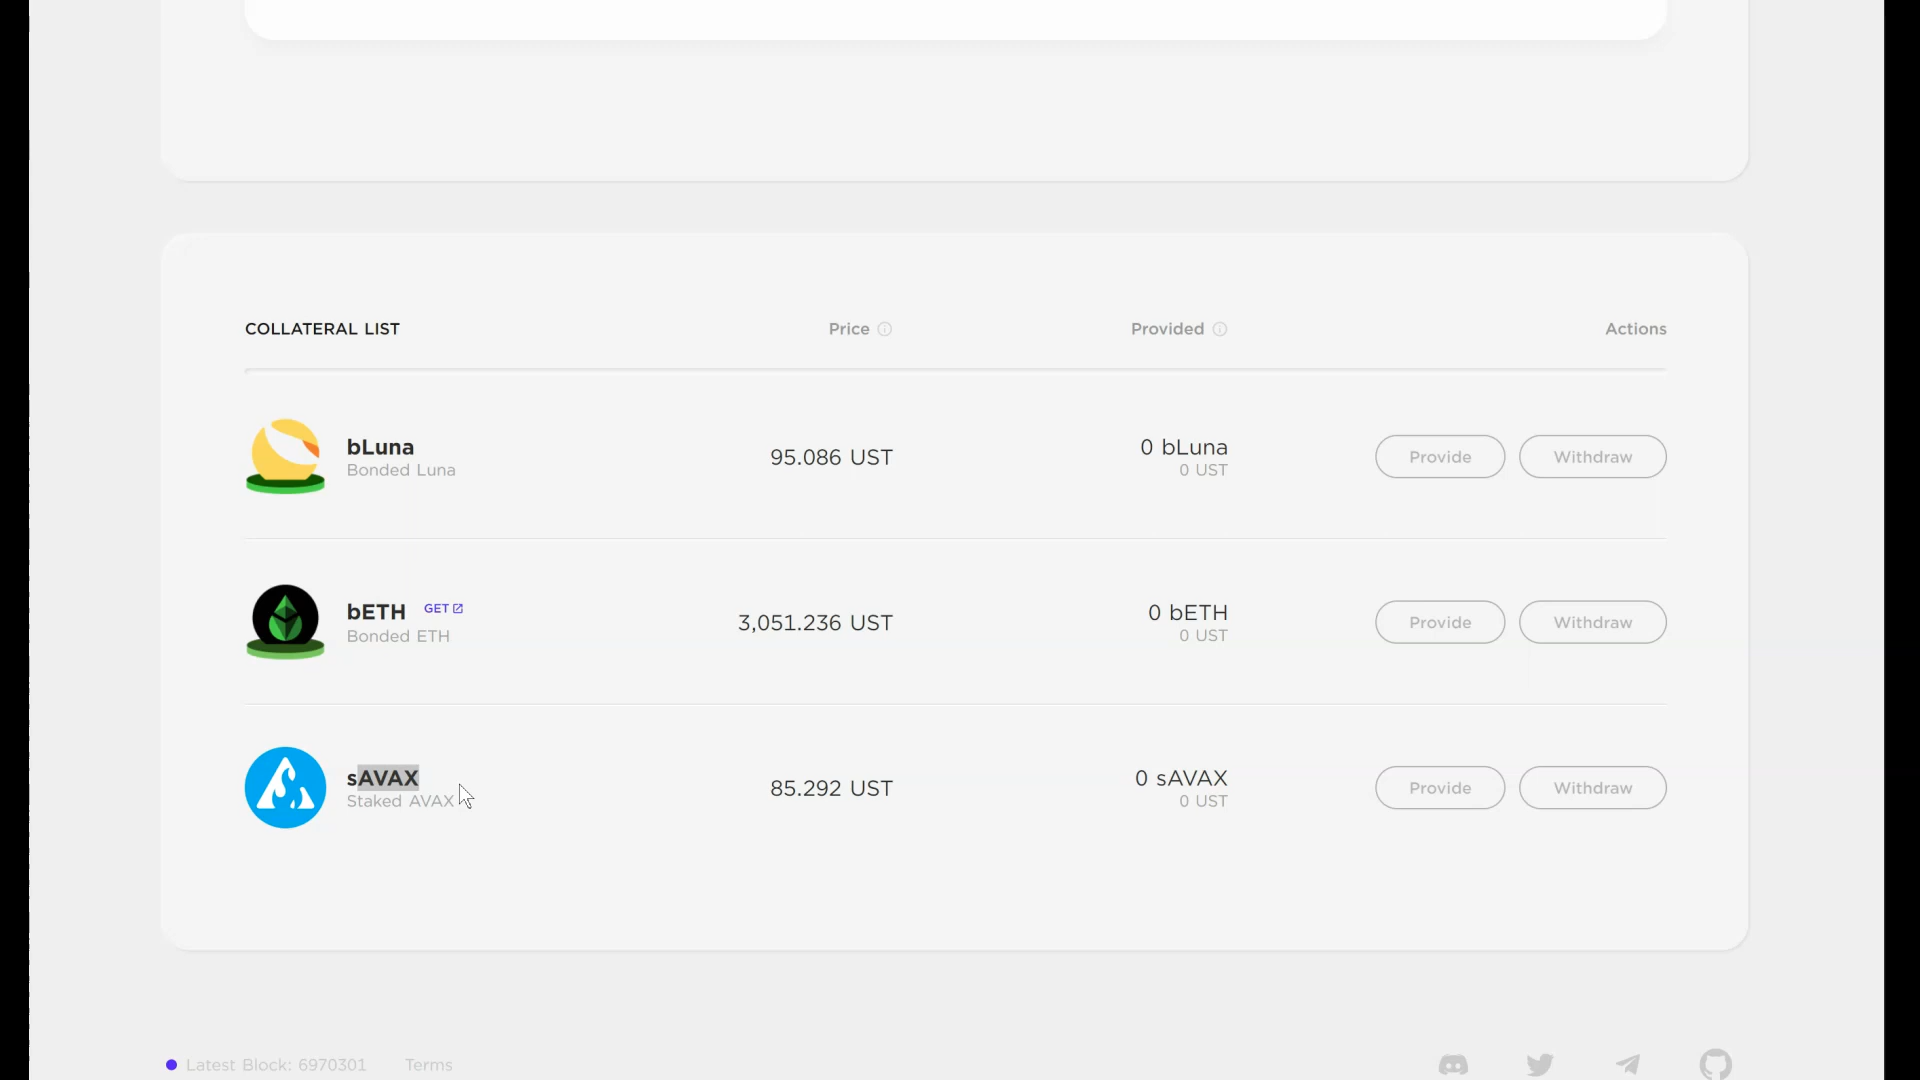 COLLATERAL LIST Price Provided Actions
bLuna
Bonded Luna
95.086 UST
0 bLuna
0 UST
Provide Withdraw
bETH GET
Bonded ETH
3,051.236 UST
0 bETH
0 UST
Provide Withdraw
sAVAX
Staked AVAX
85.292 UST
0 sAVAX
0 UST
Provide Withdraw
Latest Block: 6970301 Terms